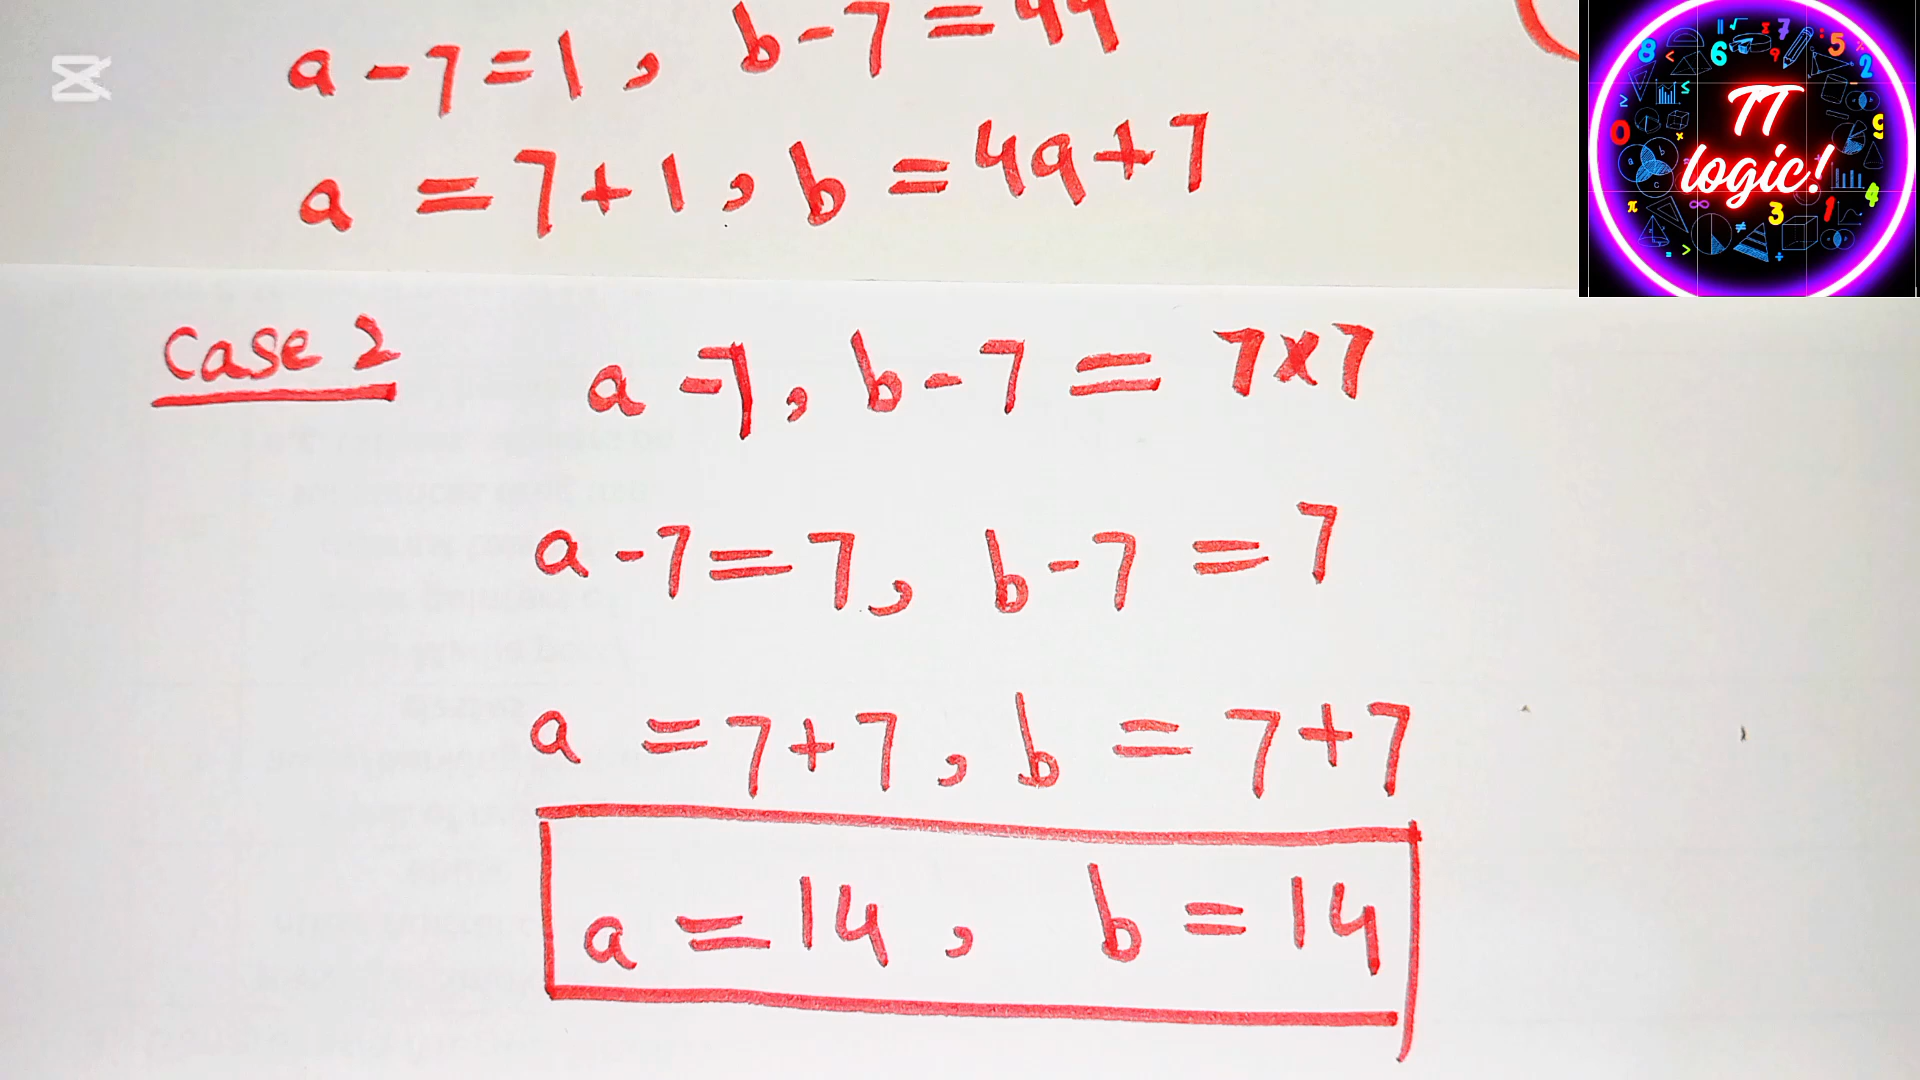 a - 7 = 1 , b - 7 = 49
a = 7 + 1 , b = 49 + 7
Case 2 a - 7 , b - 7 = 7 × 7
a - 7 = 7 , b - 7 = 7
a = 7 + 7 , b = 7 + 7
a = 14 , b = 14
TT
logic!